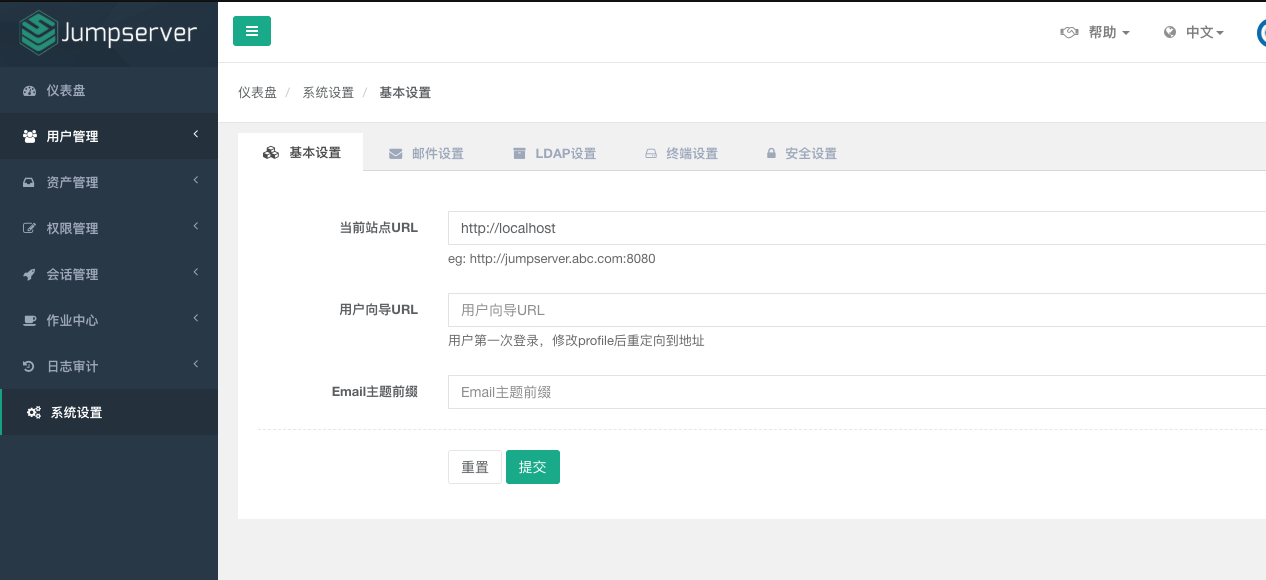 Jumpserver
帮助
中文
仪表盘
用户管理
资产管理
权限管理
会话管理
作业中心
日志审计
系统设置
仪表盘 / 系统设置 / 基本设置
基本设置 邮件设置 LDAP设置 终端设置 安全设置
当前站点URL http://localhost
eg: http://jumpserver.abc.com:8080
用户向导URL 用户向导URL
用户第一次登录，修改profile后重定向到地址
Email主题前缀 Email主题前缀
重置 提交